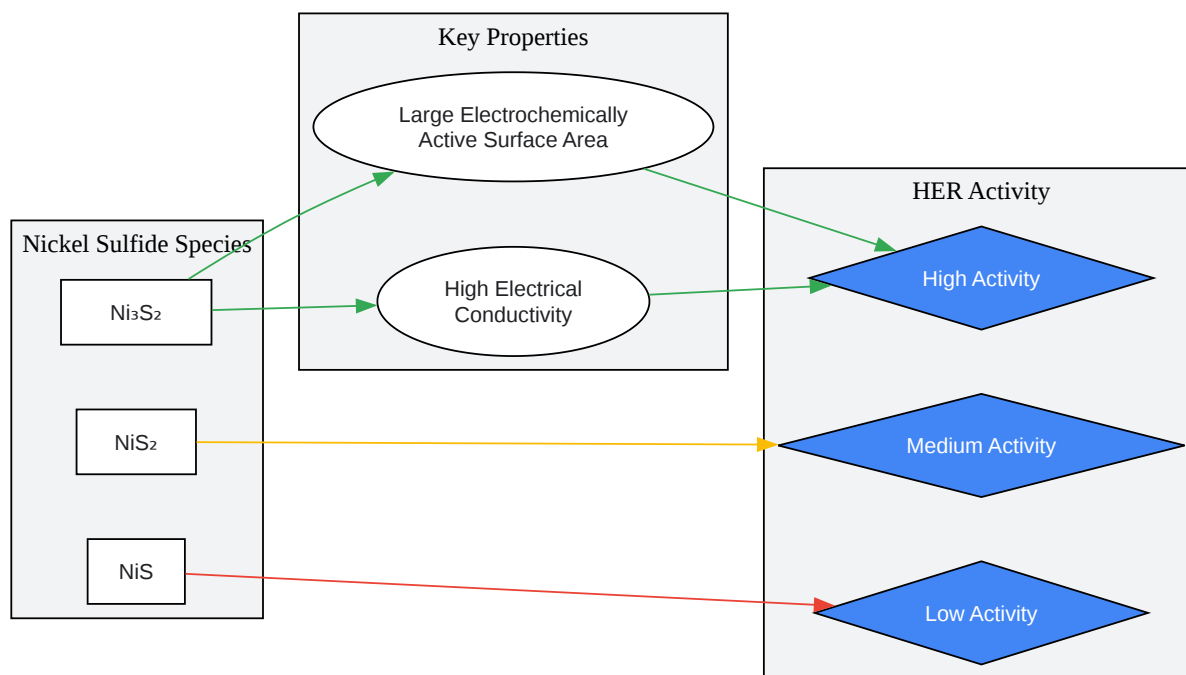 Key Properties
Large Electrochemically
Active Surface Area
High Electrical
Conductivity
Nickel Sulfide Species
Ni₃S₂
NiS₂
NiS
HER Activity
High Activity
Medium Activity
Low Activity